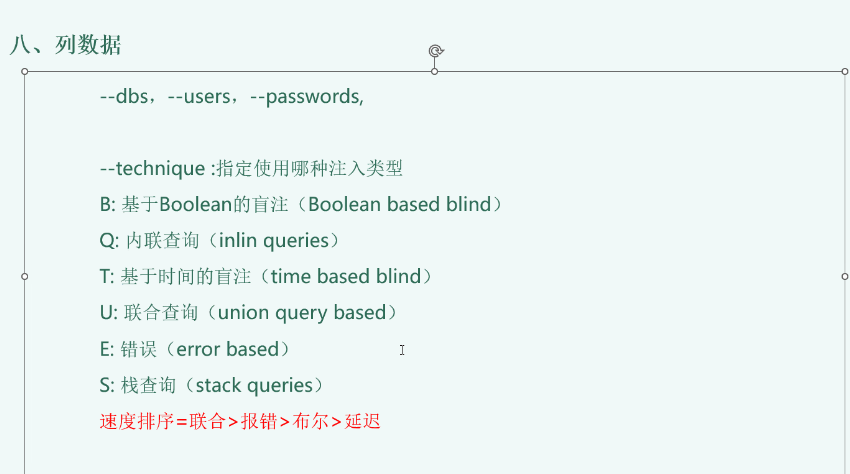 八、列数据
--dbs，--users，--passwords,
--technique :指定使用哪种注入类型
B: 基于Boolean的盲注（Boolean based blind）
Q: 内联查询（inlin queries）
T: 基于时间的盲注（time based blind）
U: 联合查询（union query based）
E: 错误（error based）
S: 栈查询（stack queries）
速度排序=联合>报错>布尔>延迟